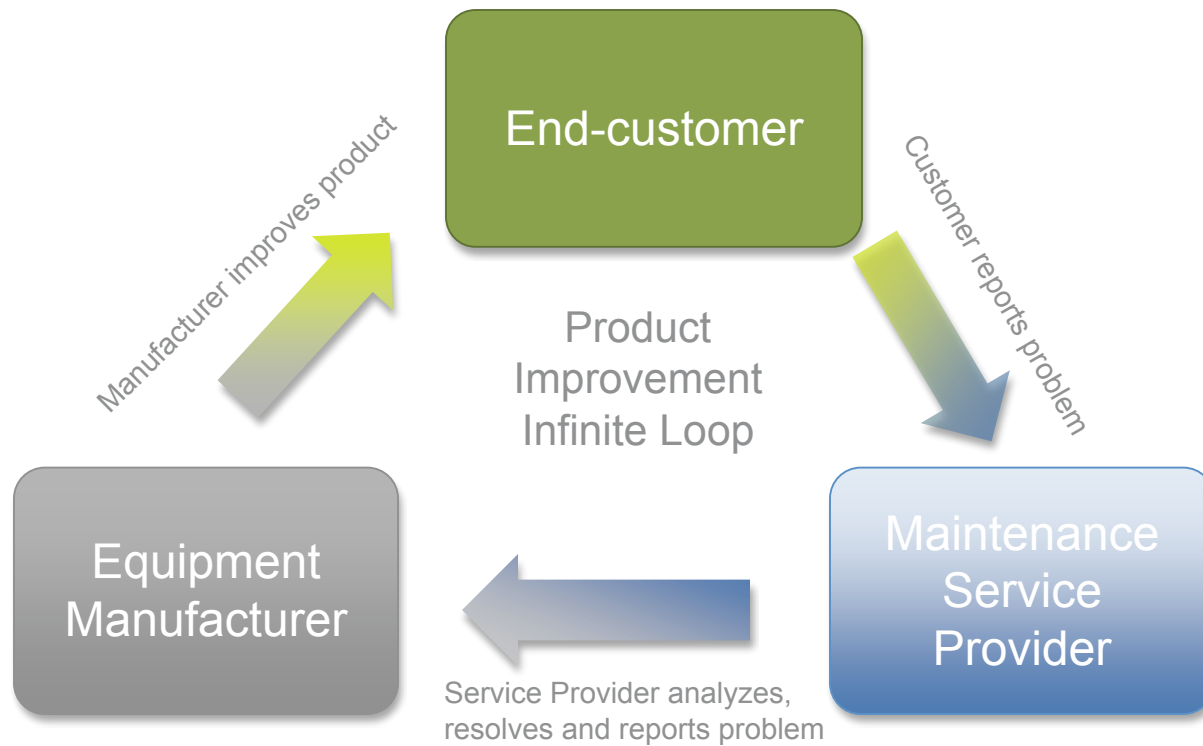 End-customer
Manufacturer improves product
Customer reports problem
Product
Improvement
Infinite Loop
Equipment
Manufacturer
Maintenance
Service
Provider
Service Provider analyzes,
resolves and reports problem